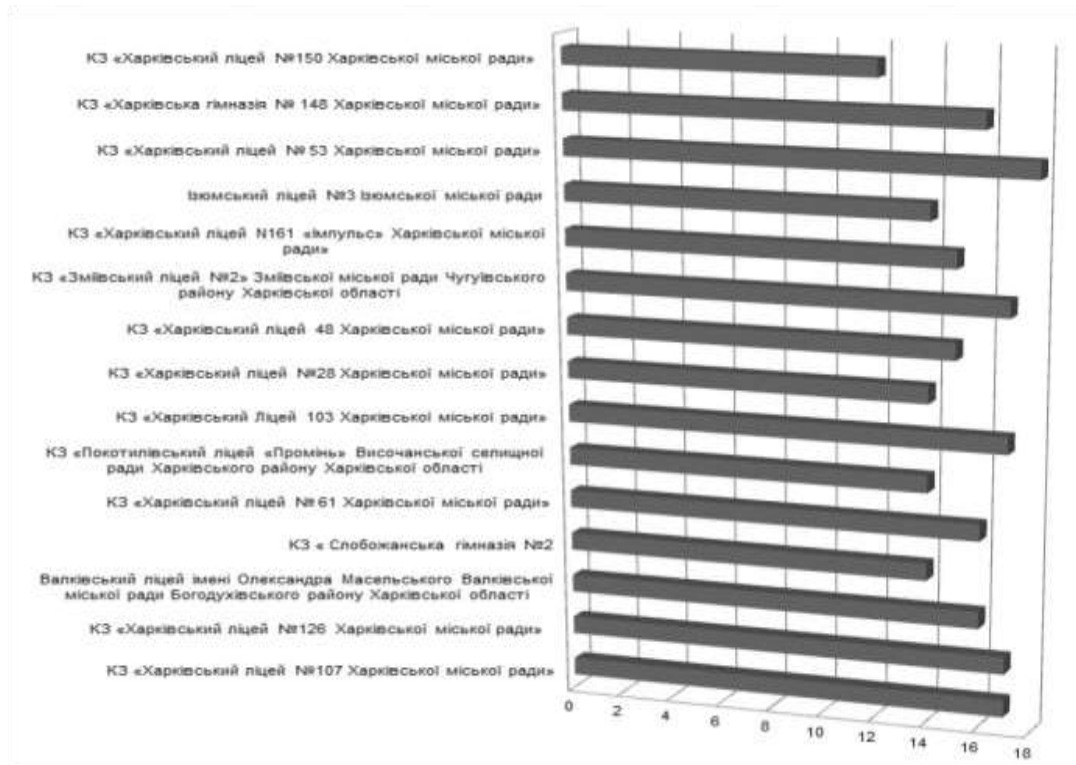 КЗ «Харківський ліцей №150 Харківської міської ради»
КЗ «Харківська гімназія № 148 Харківської міської ради»
КЗ «Харківський ліцей № 53 Харківської міської ради»
Ізюмський ліцей №3 Ізюмської міської ради
КЗ «Харківський ліцей N161 «Імпульс» Харківської міської
ради»
КЗ «Зміївський ліцей №2» Зміївської міської ради Чугуївського
району Харківської області
КЗ «Харківський ліцей 48 Харківської міської ради»
КЗ «Харківський ліцей №28 Харківської міської ради»
КЗ «Харківський Ліцей 103 Харківської міської ради»
КЗ «Покотилівський ліцей «Промінь» Височанської селищної
ради Харківського району Харківської області
КЗ «Харківський ліцей №61 Харківської міської ради»
КЗ « Слобожанська гімназія №2
Валківський ліцей імені Олександра Масельського Валківської
міської ради Богодухівського району Харківської області
КЗ «Харківський ліцей №126 Харківської міської ради»
КЗ «Харківський ліцей №107 Харківської міської ради»
0 2 4 6 8 10 12 14 16 18